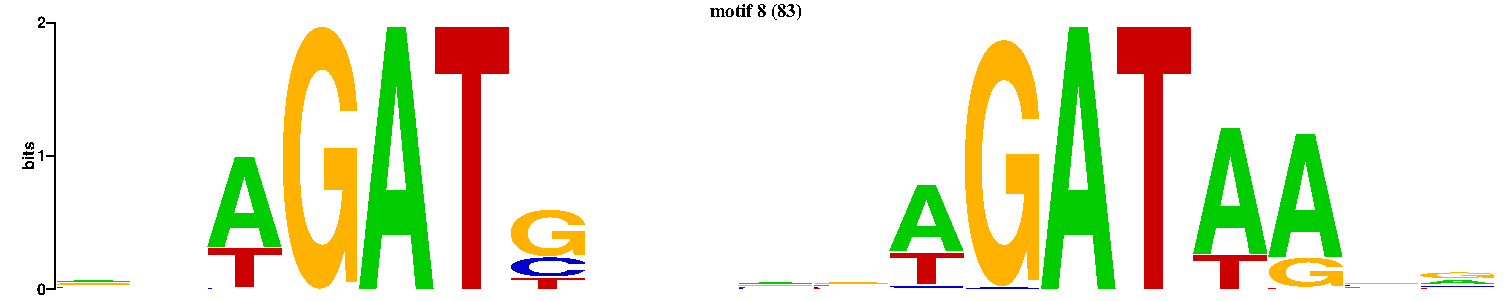 motif 8 (83)
2
1
0
bits
A G A T G A G A T A A
T C T T T G